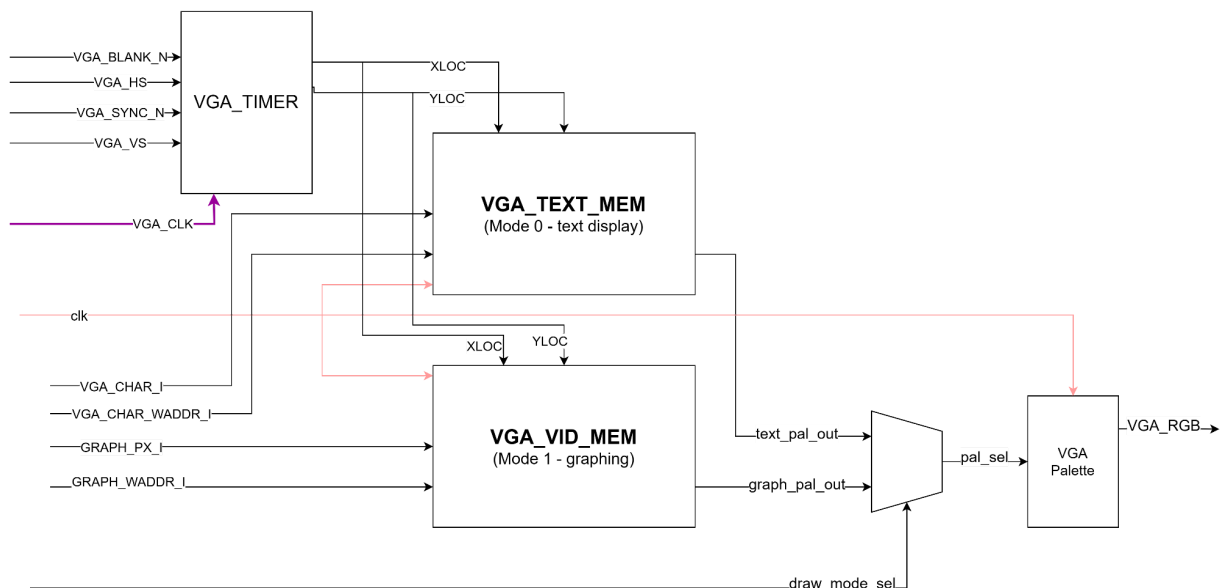 VGA_BLANK_N
VGA_HS
VGA_SYNC_N
VGA_VS
VGA_CLK
VGA_TIMER
XLOC
YLOC
VGA_TEXT_MEM
(Mode 0 - text display)
clk
XLOC
YLOC
VGA_CHAR_I
VGA_CHAR_WADDR_I
GRAPH_PX_I
GRAPH_WADDR_I
VGA_VID_MEM
(Mode 1 - graphing)
text_pal_out
graph_pal_out
pal_sel
VGA
Palette
VGA_RGB
draw_mode_sel